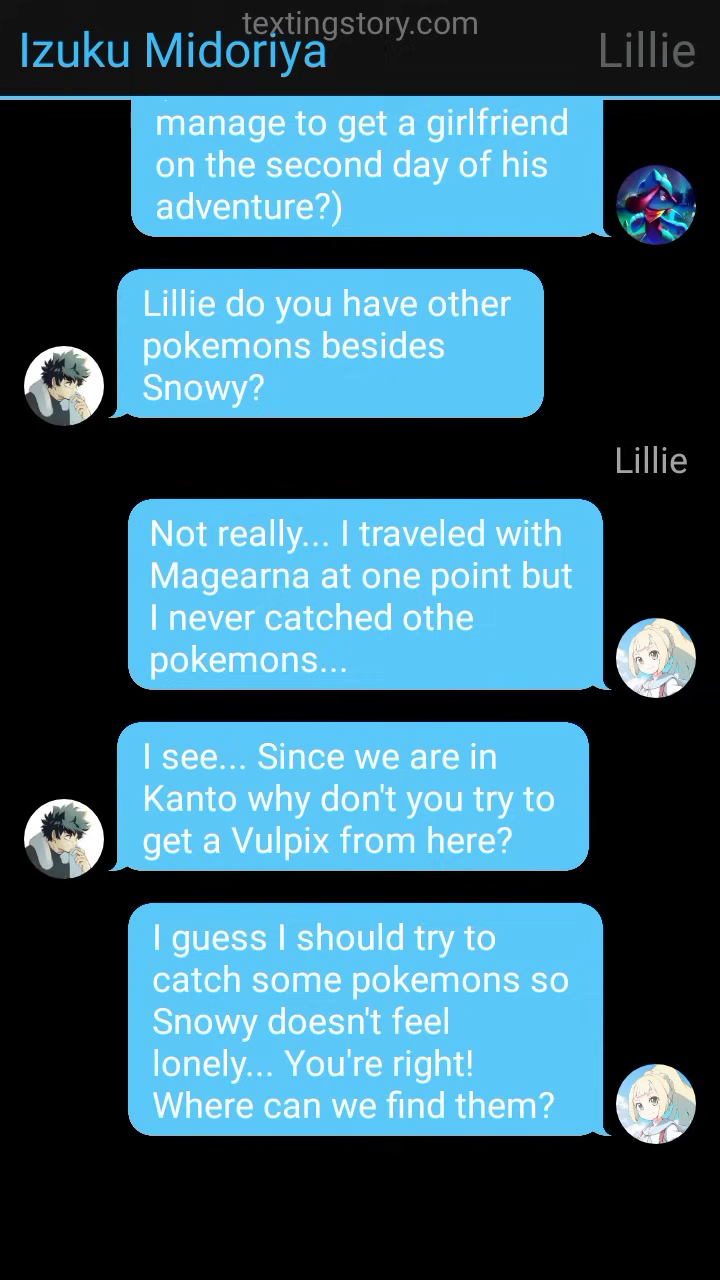 textingstory.com
Izuku Midoriya
Lillie
manage to get a girlfriend
on the second day of his
adventure?)
Lillie do you have other
pokemons besides
Snowy?
Lillie
Not really... I traveled with
Magearna at one point but
I never catched othe
pokemons...
I see... Since we are in
Kanto why don't you try to
get a Vulpix from here?
I guess I should try to
catch some pokemons so
Snowy doesn't feel
lonely... You're right!
Where can we find them?